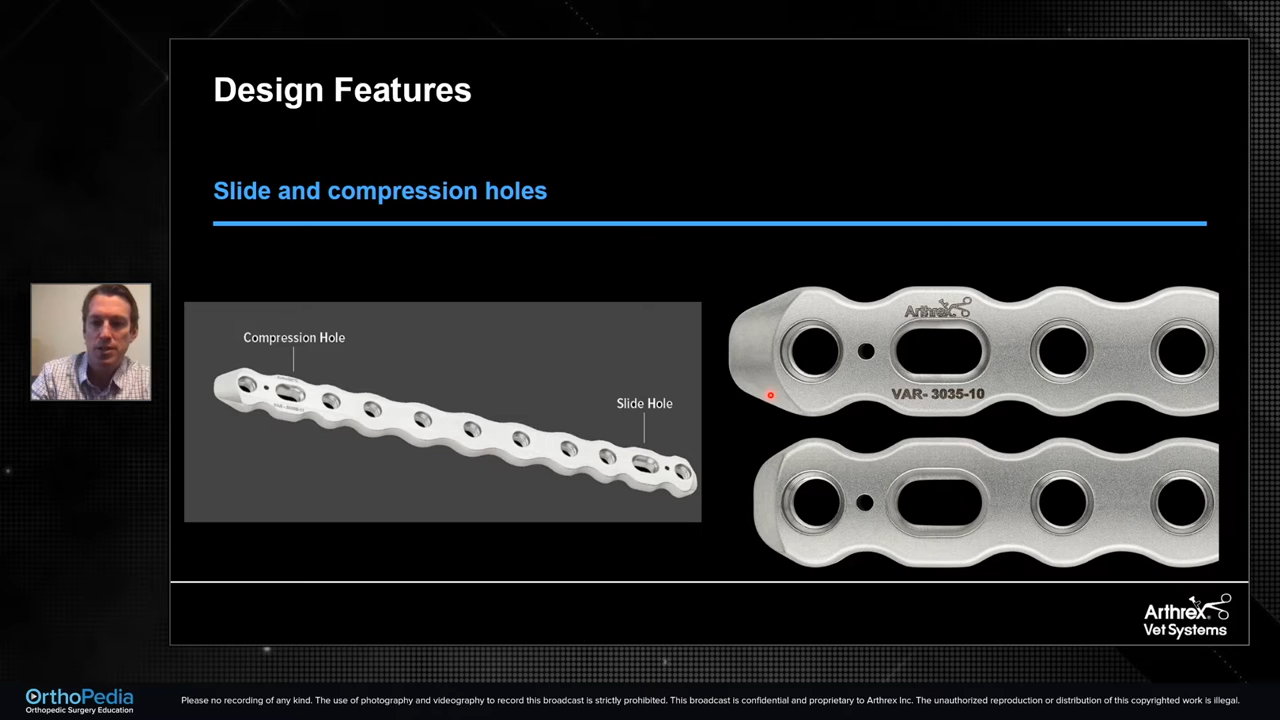 Design Features
Slide and compression holes
Compression Hole
Slide Hole
Arthrex
VAR- 3035-10
Arthrex
Vet Systems
OrthoPedia
Orthopedic Surgery Education
Please no recording of any kind. The use of photography and videography to record this broadcast is strictly prohibited. This broadcast is confidential and proprietary to Arthrex Inc. The unauthorized reproduction or distribution of this copyrighted work is illegal.